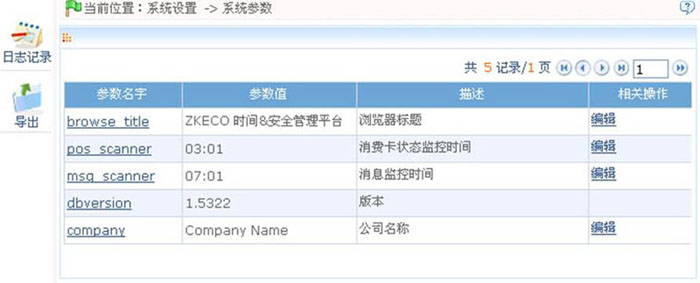 当前位置：系统设置 -> 系统参数
日志记录
导出
共 5 记录/1 页 1
参数名字 参数值 描述 相关操作
browse_title ZKECO 时间&安全管理平台 浏览器标题 编辑
pos_scanner 03:01 消费卡状态监控时间 编辑
msg_scanner 07:01 消息监控时间 编辑
dbversion 1.5322 版本
company Company Name 公司名称 编辑